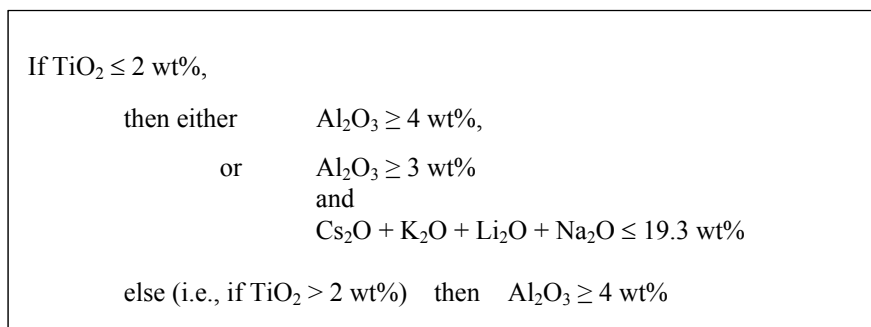 If TiO₂ ≤ 2 wt%,
then either Al₂O₃ ≥ 4 wt%,
or Al₂O₃ ≥ 3 wt%
and
Cs₂O + K₂O + Li₂O + Na₂O ≤ 19.3 wt%
else (i.e., if TiO₂ > 2 wt%) then Al₂O₃ ≥ 4 wt%